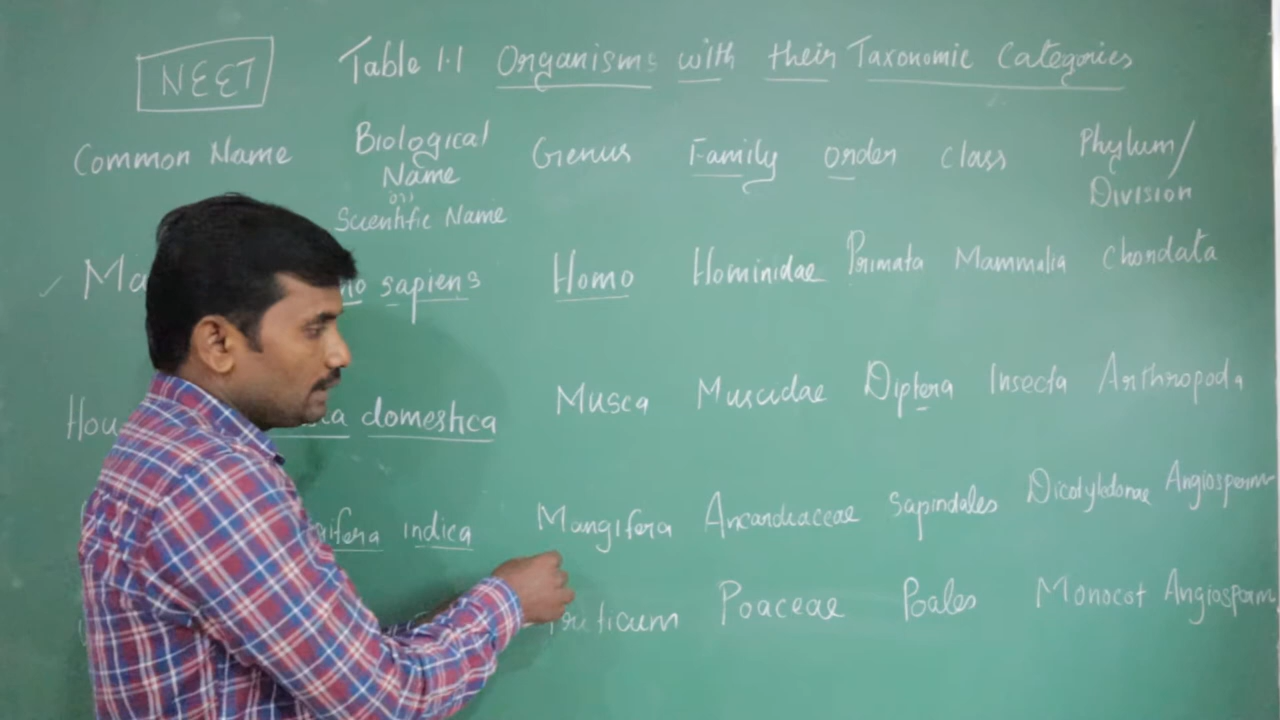 NEET Table 1.1 Organisms with their Taxonomic Categories
Common Name Biological Name or Scientific Name Genus Family order class Phylum/ Division
sapiens Homo Hominidae Primata Mammalia Chordata
domestica Musca Muscidae Diptera Insecta Arthropoda
indica Mangifera Ancardiaceae Sapindales Dicotyledonae Angiosperm
Triticum Poaceae Poales Monocot Angiosperm